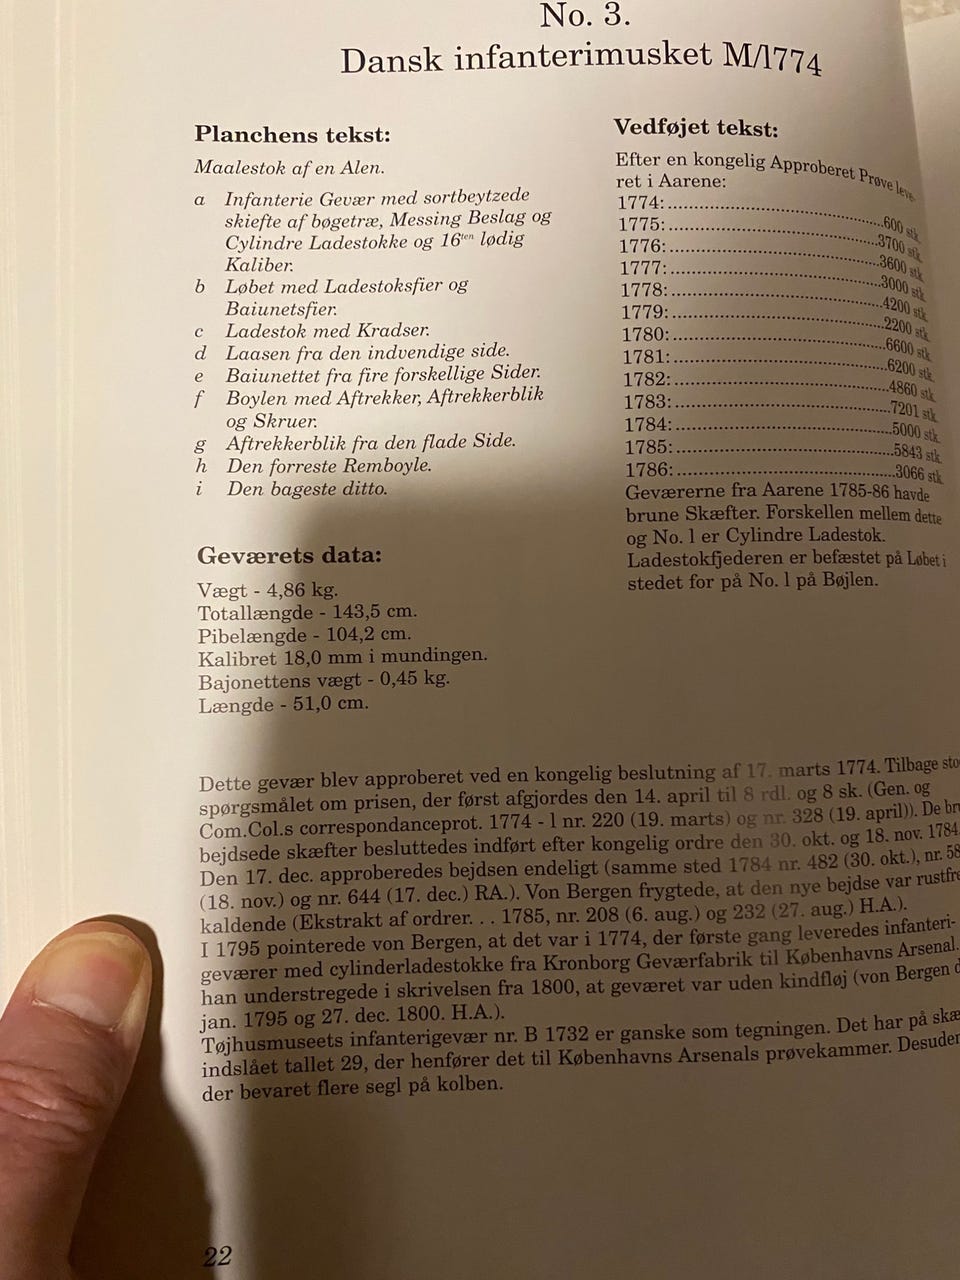 No. 3.
Dansk infanterimusket M/1774
Planchens tekst:
Maalestok af en Alen.
a Infanterie Gevær med sortbeytzede
skiefte af bøgetræ, Messing Beslag og
Cylindre Ladestokke og 16ten lødig
Kaliber.
b Løbet med Ladestoksfier og
Baiunetsfier.
c Ladestok med Kradser.
d Laasen fra den indvendige side.
e Baiunettet fra fire forskellige Sider.
f Boylen med Aftrekker, Aftrekkerblik
og Skruer.
g Aftrekkerblik fra den flade Side.
h Den forreste Remboyle.
i Den bageste ditto.
Geværets data:
Vægt - 4,86 kg.
Totallængde - 143,5 cm.
Pibelængde - 104,2 cm.
Kalibret 18,0 mm i mundingen.
Bajonettens vægt - 0,45 kg.
Længde - 51,0 cm.
Vedføjet tekst:
Efter en kongelig Approberet Prøve leve-
ret i Aarene:
1774:...............................600 stk.
1775:...............................3700 stk.
1776:...............................3600 stk.
1777:...............................3000 stk.
1778:...............................4200 stk.
1779:...............................2200 stk.
1780:...............................6600 stk.
1781:...............................6200 stk.
1782:...............................4860 stk.
1783:...............................7201 stk.
1784:...............................5000 stk.
1785:...............................5843 stk.
1786:...............................3066 stk.
Geværerne fra Aarene 1785-86 havde
brune Skæfter. Forskellen mellem dette
og No. 1 er Cylindre Ladestok.
Ladestokfjederen er befæstet på Løbet i
stedet for på No. 1 på Bøjlen.
Dette gevær blev approberet ved en kongelig beslutning af 17. marts 1774. Tilbage sto
spørgsmålet om prisen, der først afgjordes den 14. april til 8 rdl. og 8 sk. (Gen. og
Com.Col.s correspondanceprot. 1774 - 1 nr. 220 (19. marts) og nr. 328 (19. april)). De bru
bejdsede skæfter besluttedes indført efter kongelig ordre den 30. okt. og 18. nov. 1784.
Den 17. dec. approberedes bejdsen endeligt (samme sted 1784 nr. 482 (30. okt.), nr. 58
(18. nov.) og nr. 644 (17. dec.) RA.). Von Bergen frygtede, at den nye bejdse var rustfre
kaldende (Ekstrakt af ordrer. . . 1785, nr. 208 (6. aug.) og 232 (27. aug.) H.A.).
I 1795 pointerede von Bergen, at det var i 1774, der første gang leveredes infanteri-
geværer med cylinderladestokke fra Kronborg Geværfabrik til Københavns Arsenal.
han understregede i skrivelsen fra 1800, at geværet var uden kindfløj (von Bergen d
jan. 1795 og 27. dec. 1800. H.A.).
Tøjhusmuseets infanterigevær nr. B 1732 er ganske som tegningen. Det har på skæ
indslået tallet 29, der henfører det til Københavns Arsenals prøvekammer. Desuden
der bevaret flere segl på kolben.
22